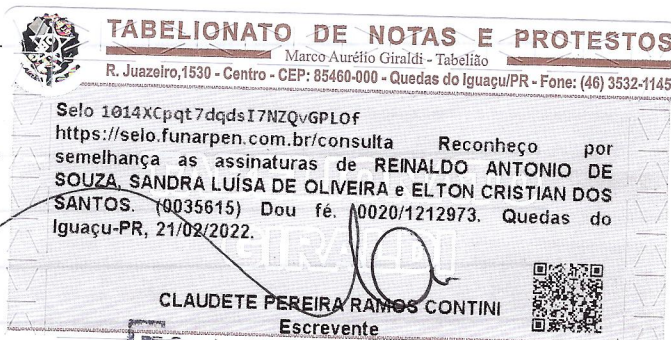 TABELIONATO DE NOTAS E PROTESTOS
Marco Aurélio Giraldi - Tabelião
R. Juazeiro,1530 - Centro - CEP: 85460-000 - Quedas do Iguaçu/PR - Fone: (46) 3532-1145
Selo 1014XCpqt7dqdsI7NZQvGPLOf
https://selo.funarpen.com.br/consulta Reconheço por
semelhança as assinaturas de REINALDO ANTONIO DE
SOUZA, SANDRA LUÍSA DE OLIVEIRA e ELTON CRISTIAN DOS
SANTOS. (0035615) Dou fé. 0020/1212973. Quedas do
Iguaçu-PR, 21/02/2022.
GIRALDI
CLAUDETE PEREIRA RAMOS CONTINI
Escrevente